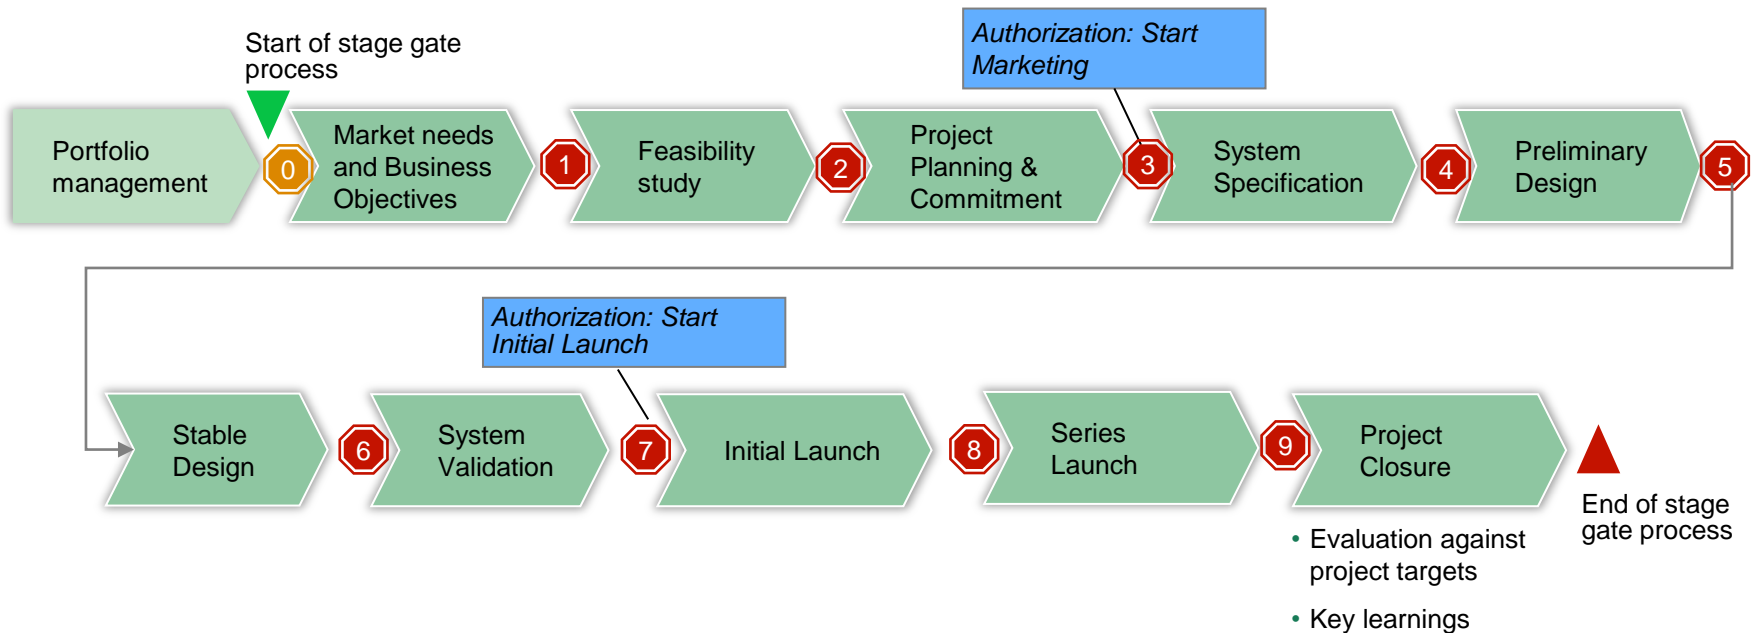 Start of stage gate
process
Authorization: Start
Marketing
Portfolio
management
0
Market needs
and Business
Objectives
1
Feasibility
study
2
Project
Planning &
Commitment
3
System
Specification
4
Preliminary
Design
5
Authorization: Start
Initial Launch
Stable
Design
6
System
Validation
7
Initial Launch
8
Series
Launch
9
Project
Closure
End of stage
gate process
• Evaluation against
project targets
• Key learnings